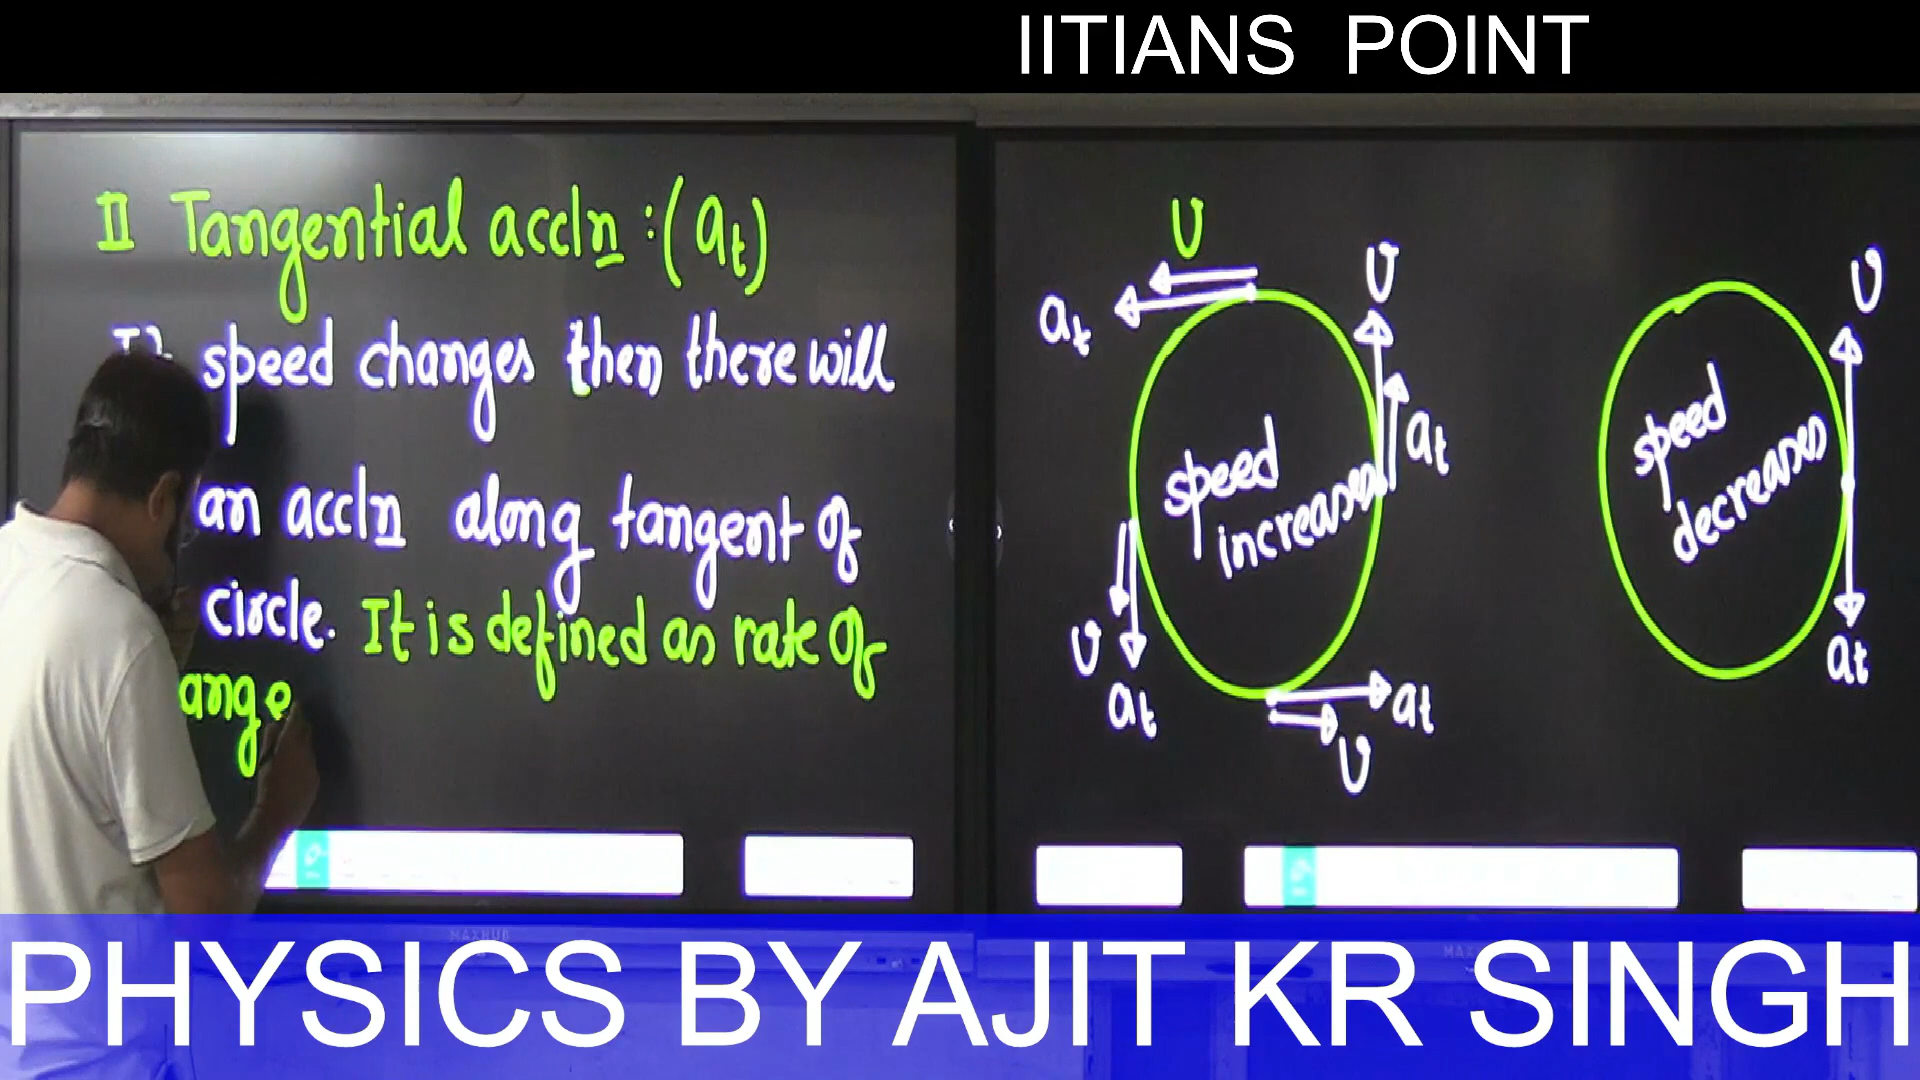 IITIANS POINT
II Tangential accln :(at)
speed changes then there will
an accln along tangent of
circle. It is defined as rate of
ange
υ
at
υ
at
speed
increases
υ
at
at
υ
υ
speed
decreases
at
MAXHUB
MAXHUB
PHYSICS BY AJIT KR SINGH